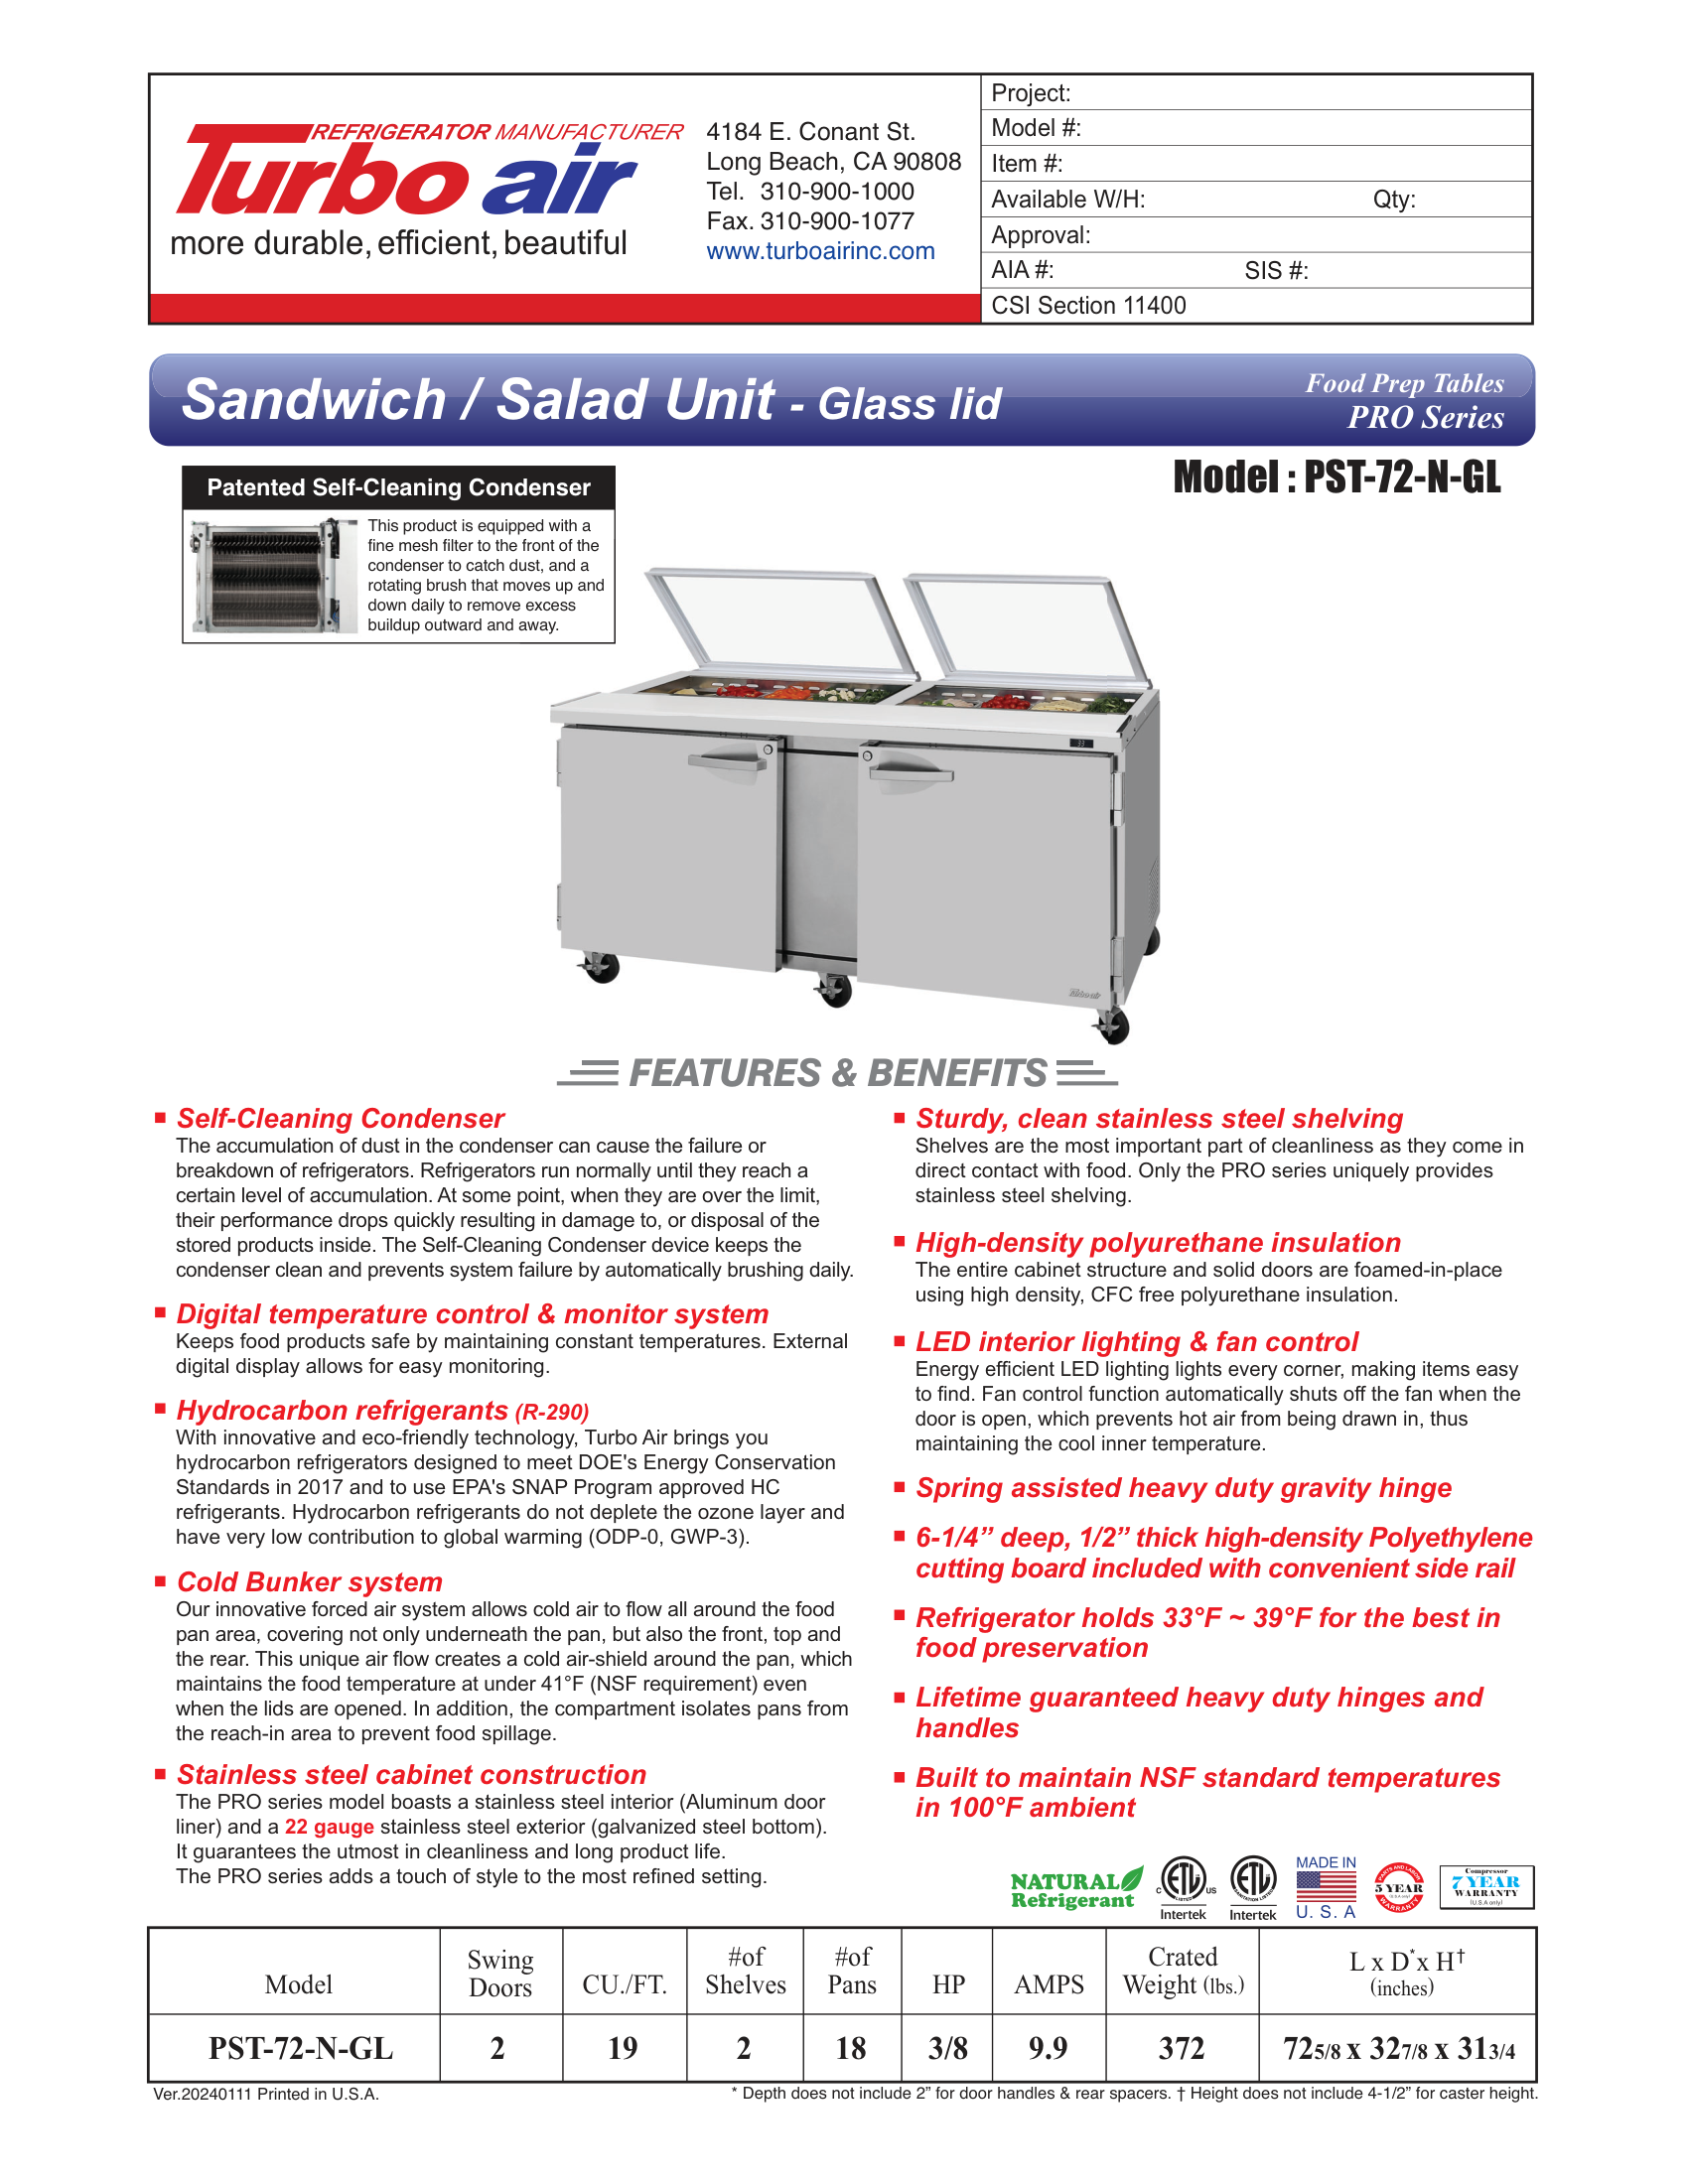 REFRIGERATOR MANUFACTURER
Turbo air
more durable, efficient, beautiful
4184 E. Conant St.
Long Beach, CA 90808
Tel. 310-900-1000
Fax. 310-900-1077
www.turboairinc.com
Project:
Model #:
Item #:
Available W/H: Qty:
Approval:
AIA #: SIS #:
CSI Section 11400
Sandwich / Salad Unit - Glass lid
Food Prep Tables
PRO Series
Model : PST-72-N-GL
Patented Self-Cleaning Condenser
This product is equipped with a
fine mesh filter to the front of the
condenser to catch dust, and a
rotating brush that moves up and
down daily to remove excess
buildup outward and away.
Turbo air
FEATURES & BENEFITS
Self-Cleaning Condenser
The accumulation of dust in the condenser can cause the failure or
breakdown of refrigerators. Refrigerators run normally until they reach a
certain level of accumulation. At some point, when they are over the limit,
their performance drops quickly resulting in damage to, or disposal of the
stored products inside. The Self-Cleaning Condenser device keeps the
condenser clean and prevents system failure by automatically brushing daily.
Digital temperature control & monitor system
Keeps food products safe by maintaining constant temperatures. External
digital display allows for easy monitoring.
Hydrocarbon refrigerants (R-290)
With innovative and eco-friendly technology, Turbo Air brings you
hydrocarbon refrigerators designed to meet DOE's Energy Conservation
Standards in 2017 and to use EPA's SNAP Program approved HC
refrigerants. Hydrocarbon refrigerants do not deplete the ozone layer and
have very low contribution to global warming (ODP-0, GWP-3).
Cold Bunker system
Our innovative forced air system allows cold air to flow all around the food
pan area, covering not only underneath the pan, but also the front, top and
the rear. This unique air flow creates a cold air-shield around the pan, which
maintains the food temperature at under 41°F (NSF requirement) even
when the lids are opened. In addition, the compartment isolates pans from
the reach-in area to prevent food spillage.
Stainless steel cabinet construction
The PRO series model boasts a stainless steel interior (Aluminum door
liner) and a 22 gauge stainless steel exterior (galvanized steel bottom).
It guarantees the utmost in cleanliness and long product life.
The PRO series adds a touch of style to the most refined setting.
Sturdy, clean stainless steel shelving
Shelves are the most important part of cleanliness as they come in
direct contact with food. Only the PRO series uniquely provides
stainless steel shelving.
High-density polyurethane insulation
The entire cabinet structure and solid doors are foamed-in-place
using high density, CFC free polyurethane insulation.
LED interior lighting & fan control
Energy efficient LED lighting lights every corner, making items easy
to find. Fan control function automatically shuts off the fan when the
door is open, which prevents hot air from being drawn in, thus
maintaining the cool inner temperature.
Spring assisted heavy duty gravity hinge
6-1/4” deep, 1/2” thick high-density Polyethylene
cutting board included with convenient side rail
Refrigerator holds 33°F ~ 39°F for the best in
food preservation
Lifetime guaranteed heavy duty hinges and
handles
Built to maintain NSF standard temperatures
in 100°F ambient
NATURAL
Refrigerant
C ETL US
LISTED
Intertek
ETL
SANITATION LISTED
Intertek
MADE IN
U. S. A
PARTS AND LABOR
5 YEAR
(U.S.A only)
WARRANTY
Compressor
7 YEAR
WARRANTY
(U.S.A only)
Model Swing Doors CU./FT. #of Shelves #of Pans HP AMPS Crated Weight (lbs.) L x D* x H† (inches)
PST-72-N-GL 2 19 2 18 3/8 9.9 372 72 5/8 x 32 7/8 x 31 3/4
Ver.20240111 Printed in U.S.A.
* Depth does not include 2” for door handles & rear spacers. † Height does not include 4-1/2” for caster height.